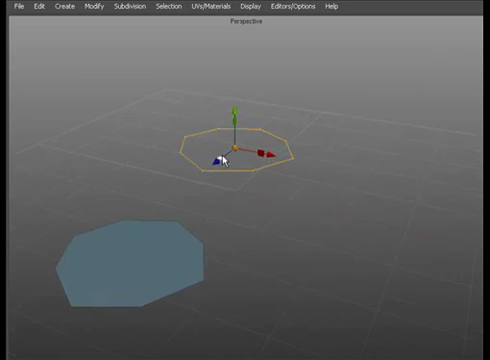 File Edit Create Modify Subdivision Selection UVs/Materials Display Editors/Options Help
Perspective